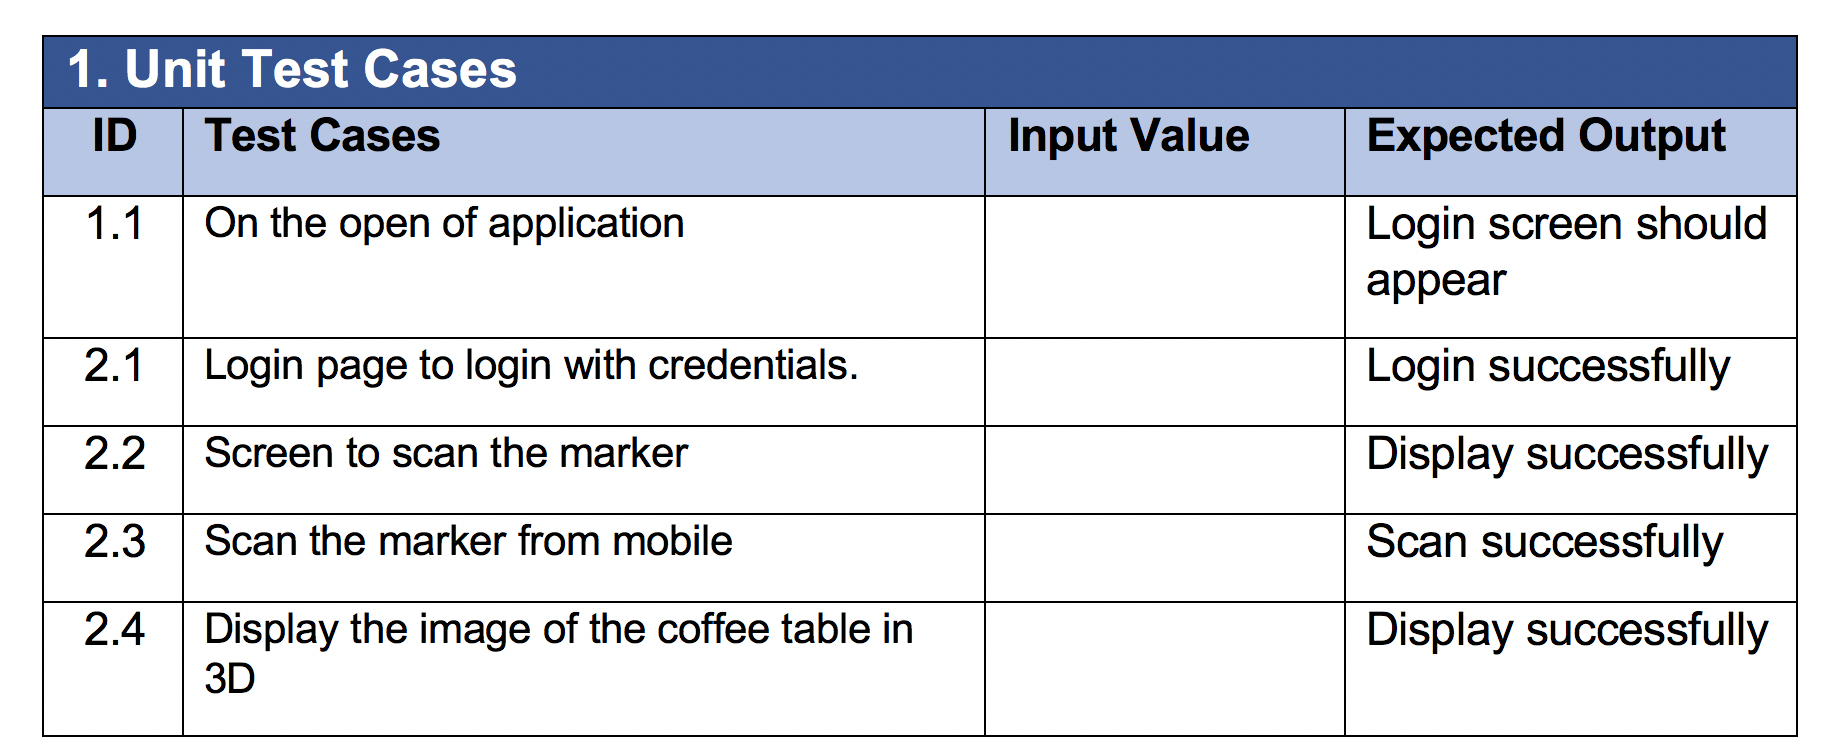 1. Unit Test Cases
ID Test Cases Input Value Expected Output
1.1 On the open of application Login screen should
appear
2.1 Login page to login with credentials. Login successfully
2.2 Screen to scan the marker Display successfully
2.3 Scan the marker from mobile Scan successfully
2.4 Display the image of the coffee table in Display successfully
3D